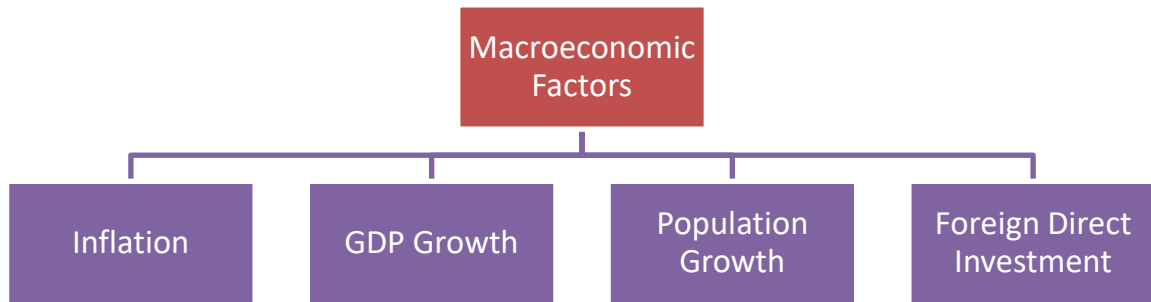 Macroeconomic
Factors
Inflation
GDP Growth
Population
Growth
Foreign Direct
Investment